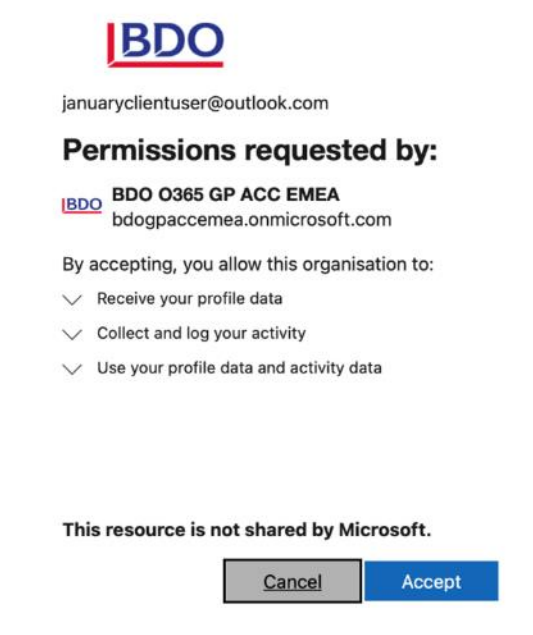 BDO
januaryclientuser@outlook.com
Permissions requested by:
BDO
BDO O365 GP ACC EMEA
bdogpaccemea.onmicrosoft.com
By accepting, you allow this organisation to:
Receive your profile data
Collect and log your activity
Use your profile data and activity data
This resource is not shared by Microsoft.
Cancel
Accept